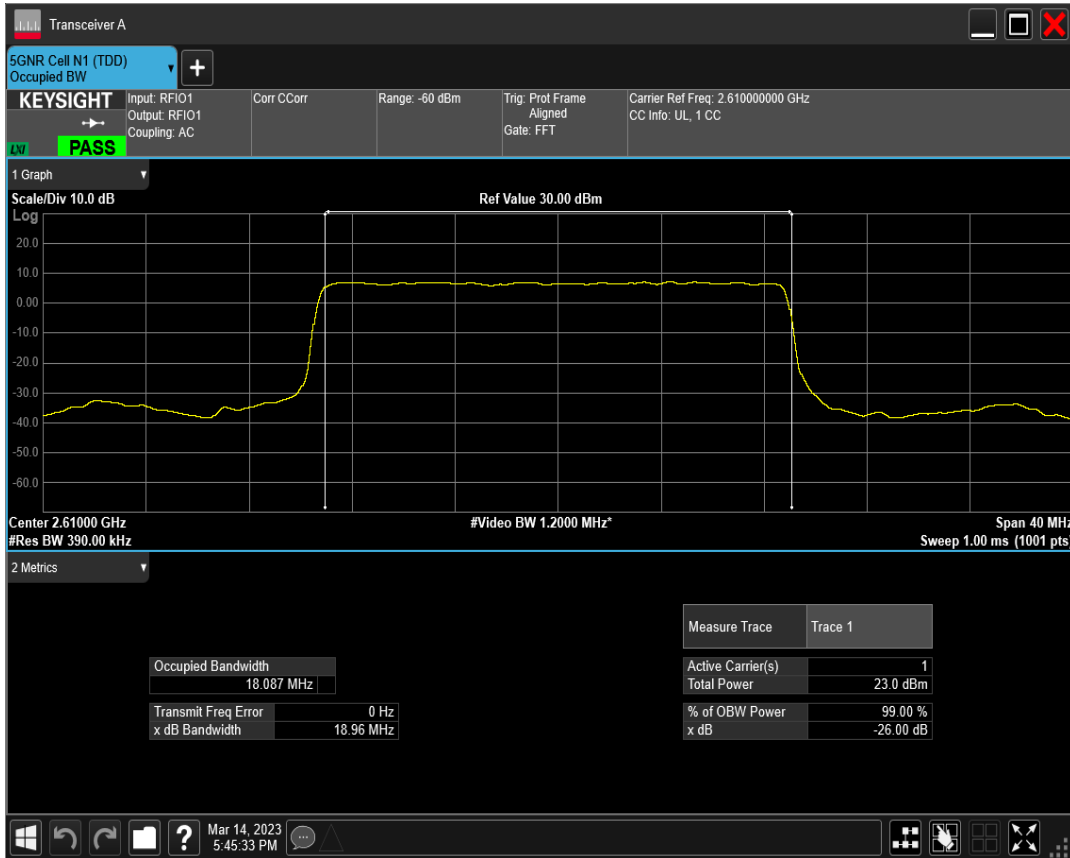 Transceiver A
5GNR Cell N1 (TDD)
Occupied BW
+
KEYSIGHT
LXI
PASS
Input: RFIO1
Output: RFIO1
Coupling: AC
Corr CCorr
Range: -60 dBm
Trig: Prot Frame
Aligned
Gate: FFT
Carrier Ref Freq: 2.610000000 GHz
CC Info: UL, 1 CC
1 Graph
Scale/Div 10.0 dB
Ref Value 30.00 dBm
Log
20.0
10.0
0.00
-10.0
-20.0
-30.0
-40.0
-50.0
-60.0
Center 2.61000 GHz
#Video BW 1.2000 MHz*
Span 40 MHz
#Res BW 390.00 kHz
Sweep 1.00 ms (1001 pts)
2 Metrics
Measure Trace
Trace 1
Occupied Bandwidth
18.087 MHz
Transmit Freq Error 0 Hz
x dB Bandwidth 18.96 MHz
Active Carrier(s) 1
Total Power 23.0 dBm
% of OBW Power 99.00 %
x dB -26.00 dB
?
Mar 14, 2023
5:45:33 PM